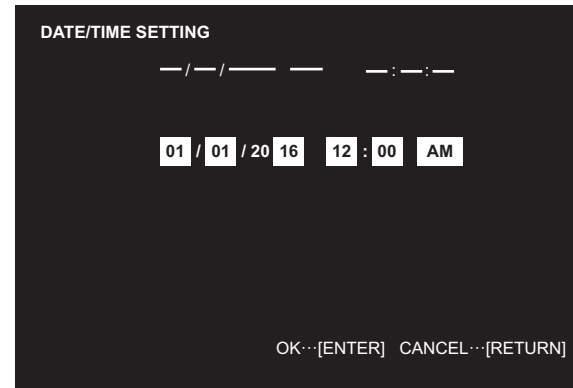 DATE/TIME SETTING
—/—/—— —— —:—:—
01 / 01 / 20 16 12 : 00 AM
OK···[ENTER] CANCEL···[RETURN]